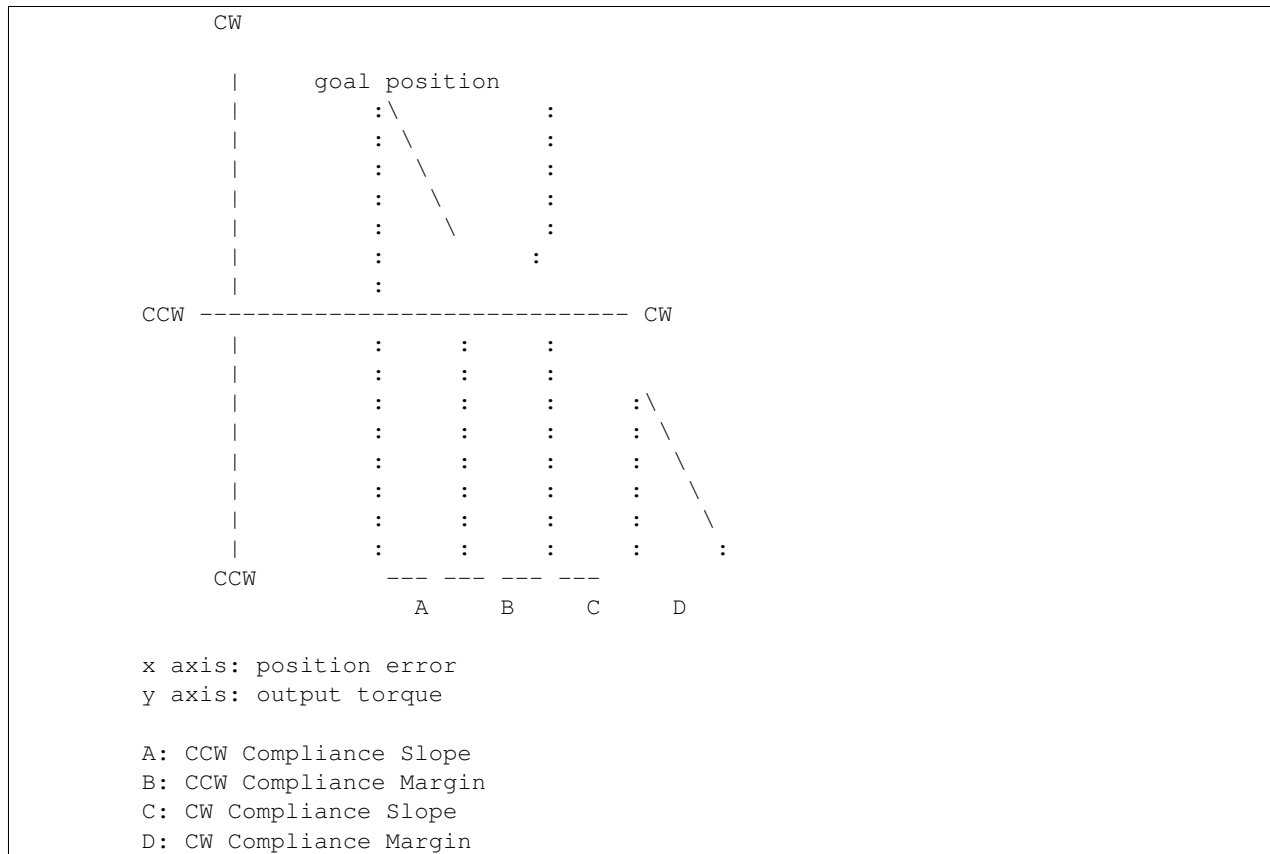 CW
|      goal position
|          :\           :
|          : \          :
|          :  \         :
|          :   \        :
|          :    \       :
|          :           :
|          :
CCW ------------------------------ CW
|          :     :     :
|          :     :     :
|          :     :     :     :\
|          :     :     :     : \
|          :     :     :     :  \
|          :     :     :     :   \
|          :     :     :     :    \
|          :     :     :     :     :
CCW         --- --- --- ---
A     B     C     D
x axis: position error
y axis: output torque
A: CCW Compliance Slope
B: CCW Compliance Margin
C: CW Compliance Slope
D: CW Compliance Margin